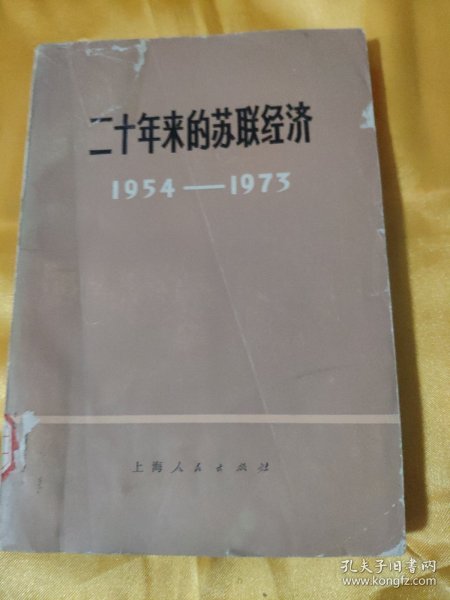 二十年来的苏联经济
1954——1973
上海人民出版社
孔夫子旧书网
www.kongfz.com